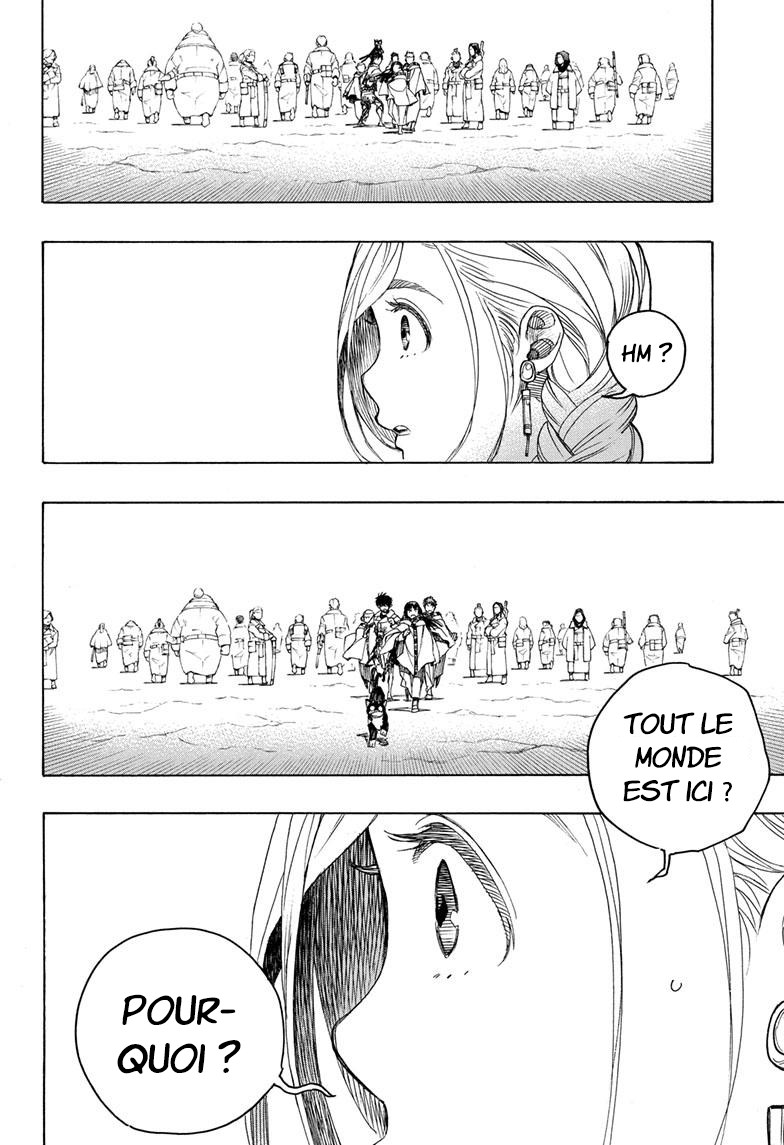 HM ?
TOUT LE
MONDE
EST ICI ?
POUR-
QUOI ?